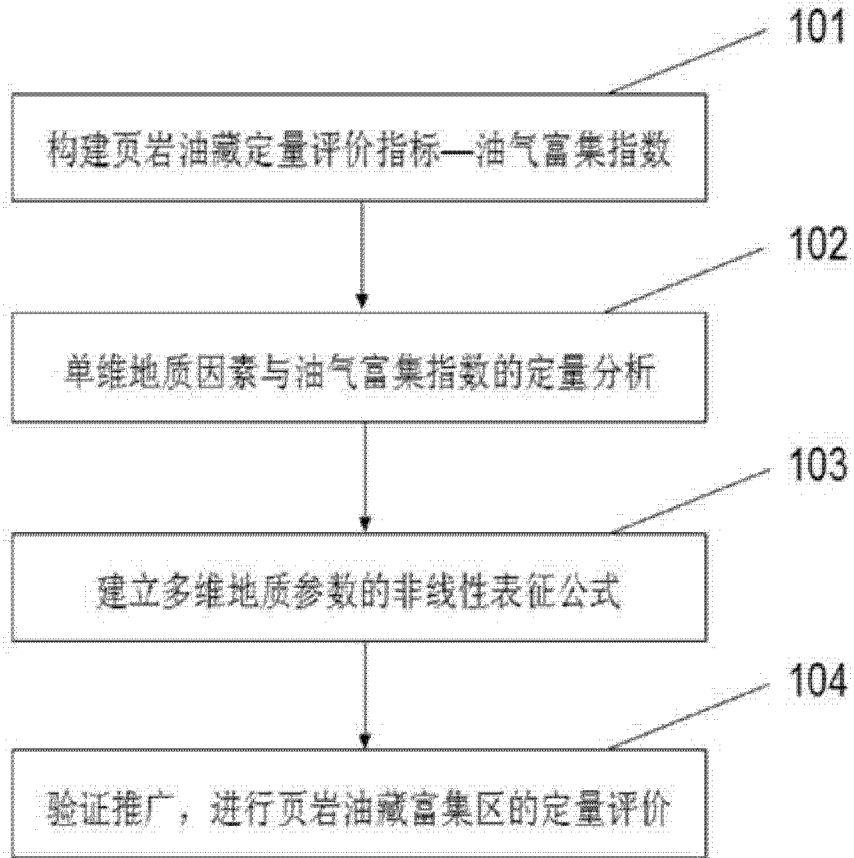 101
构建页岩油藏定量评价指标—油气富集指数
102
单维地质因素与油气富集指数的定量分析
103
建立多维地质参数的非线性表征公式
104
验证推广，进行页岩油藏富集区的定量评价